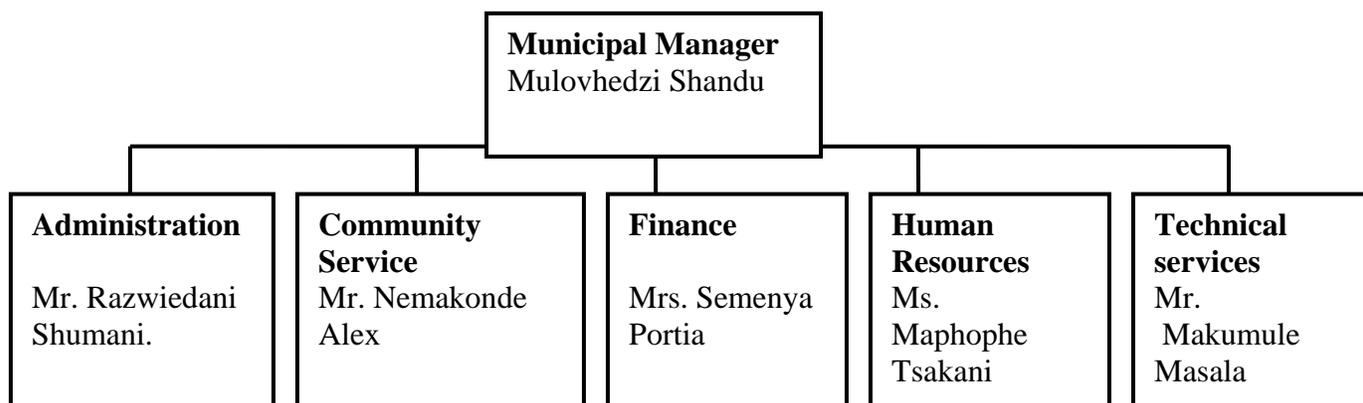 Municipal Manager
Mulovhedzi Shandu
Administration
Mr. Razwiedani
Shumani.
Community
Service
Mr. Nemakonde
Alex
Finance
Mrs. Semenya
Portia
Human
Resources
Ms.
Maphophe
Tsakani
Technical
services
Mr.
Makumule
Masala